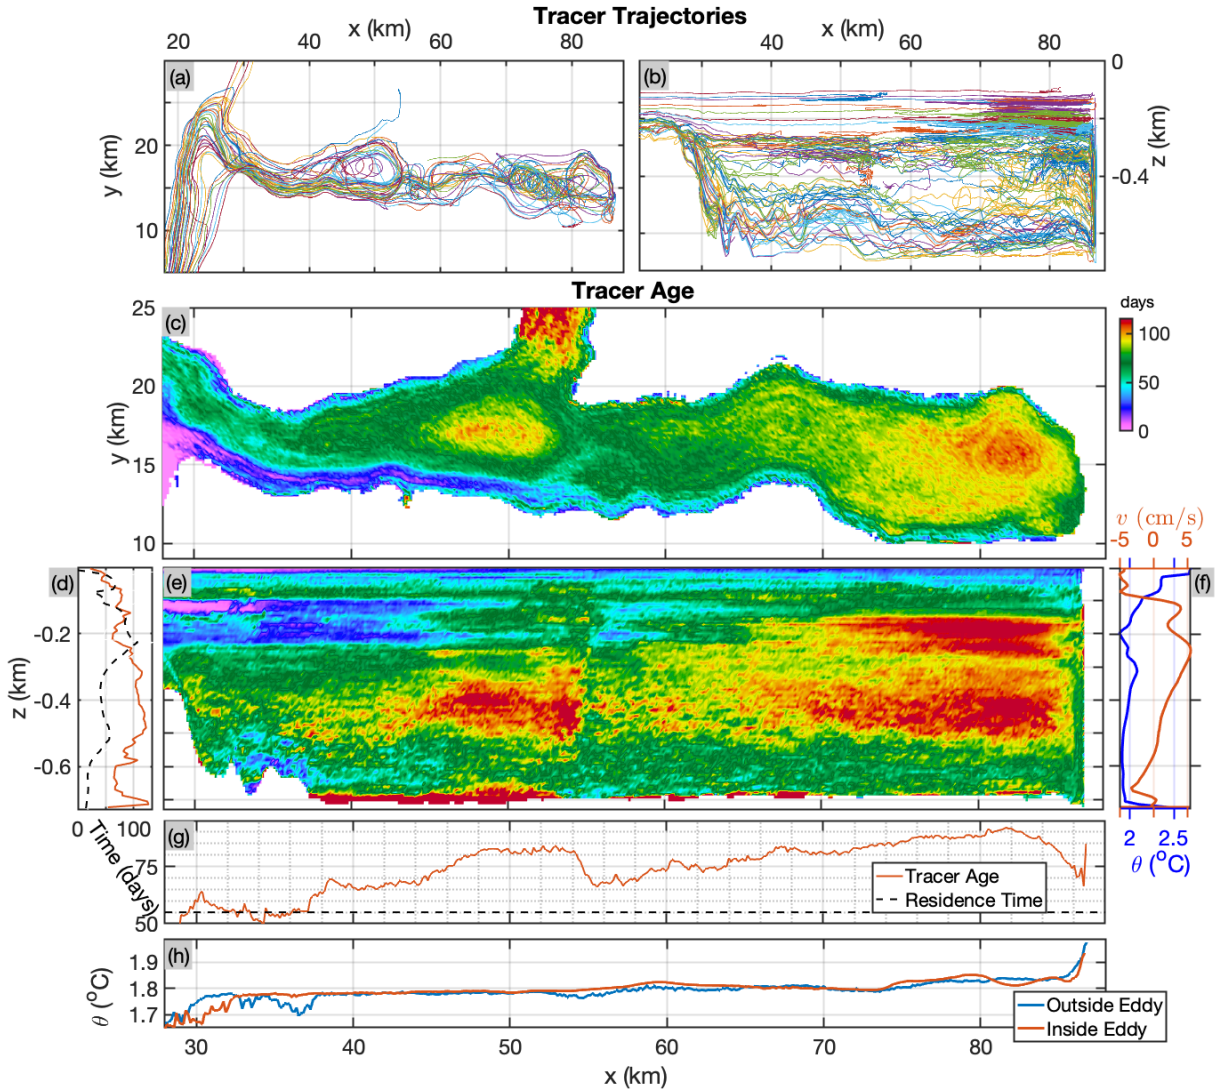 Tracer Trajectories
x (km)
x (km)
20 40 60 80
40 60 80
(a)
(b)
20
10
y (km)
0
-0.4
z (km)
Tracer Age
(c)
25
20
15
10
y (km)
days
100
50
0
v (cm/s)
-5 0 5
(d)
(e)
(f)
-0.2
-0.4
-0.6
z (km)
0
2 2.5
θ (°C)
Time (days)
100
75
50
(g)
Tracer Age
Residence Time
(h)
1.9
1.8
1.7
θ (°C)
Outside Eddy
Inside Eddy
30 40 50 60 70 80
x (km)